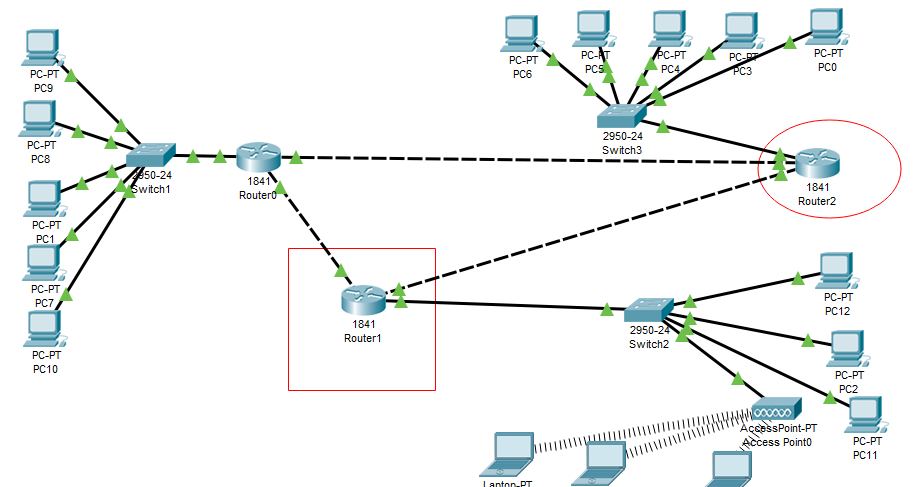 PC-PT
PC9
PC-PT
PC8
PC-PT
PC1
PC-PT
PC7
PC-PT
PC10
2950-24
Switch1
1841
Router0
1841
Router1
PC-PT
PC6
PC-PT
PC5
PC-PT
PC4
PC-PT
PC3
PC-PT
PC0
2950-24
Switch3
1841
Router2
2950-24
Switch2
PC-PT
PC12
PC-PT
PC2
PC-PT
PC11
AccessPoint-PT
Access Point0
Laptop-PT